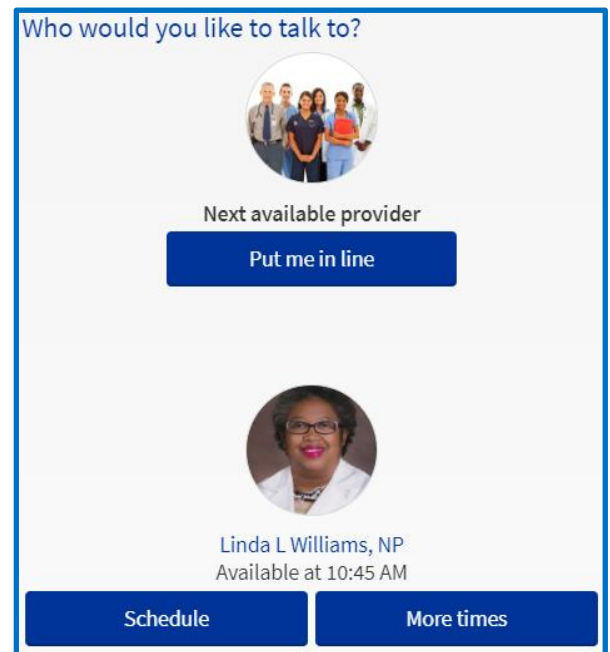 Who would you like to talk to?
Next available provider
Put me in line
Linda L Williams, NP
Available at 10:45 AM
Schedule
More times